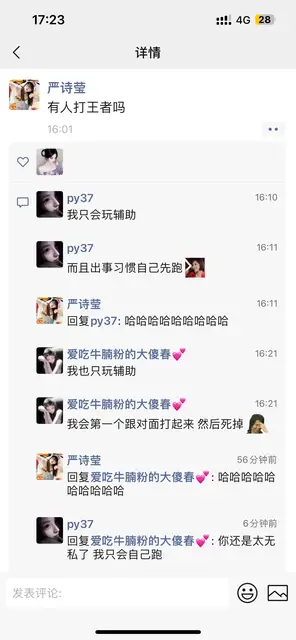 17:23
4G
28
详情
严诗莹
有人打王者吗
16:01
py37
16:10
我只会玩辅助
py37
16:11
而且出事习惯自己先跑
严诗莹
16:11
回复py37: 哈哈哈哈哈哈哈哈哈
爱吃牛腩粉的大傻春💕
16:21
我也只玩辅助
爱吃牛腩粉的大傻春💕
16:21
我会第一个跟对面打起来 然后死掉
严诗莹
56分钟前
回复爱吃牛腩粉的大傻春💕: 哈哈哈哈哈
哈哈哈哈哈哈
py37
6分钟前
回复爱吃牛腩粉的大傻春💕: 你还是太无
私了 我只会自己跑
发表评论: